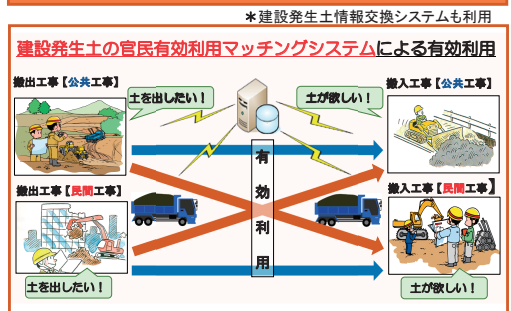 ＊建設発生土情報交換システムも利用
建設発生土の官民有効利用マッチングシステムによる有効利用
搬出工事【公共工事】
土を出したい！
土が欲しい！
搬入工事【公共工事】
有効利用
搬出工事【民間工事】
搬入工事【民間工事】
土を出したい！
土が欲しい！